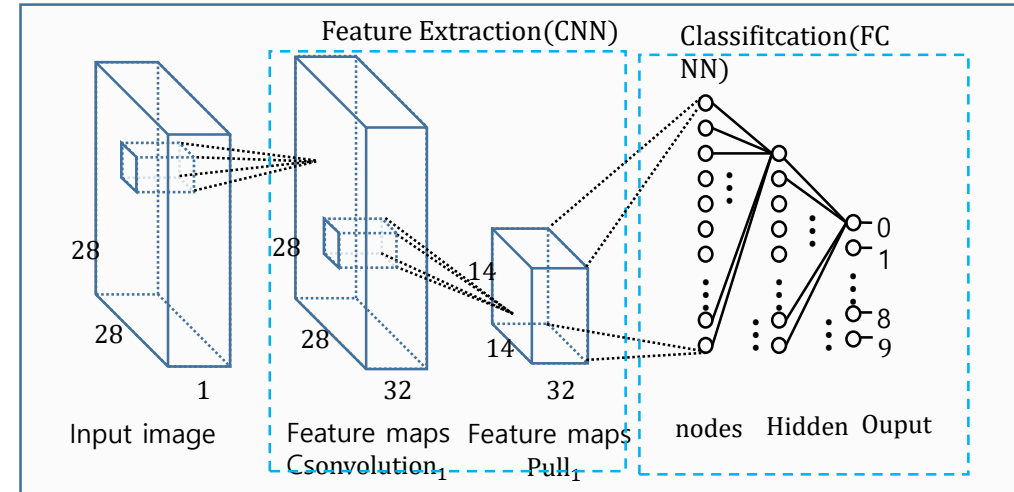 Feature Extraction(CNN)
Classifitcation(FC
NN)
28
28
1
28
28
32
14
14
32
0
1
8
9
Input image
Feature maps
Csonvolution1
Feature maps
Pull1
nodes
Hidden
Ouput